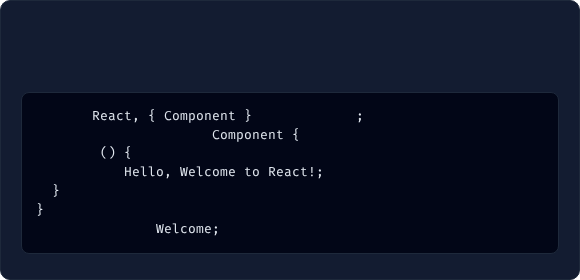 React, { Component } ;
Component {
() {
Hello, Welcome to React!;
}
}
Welcome;